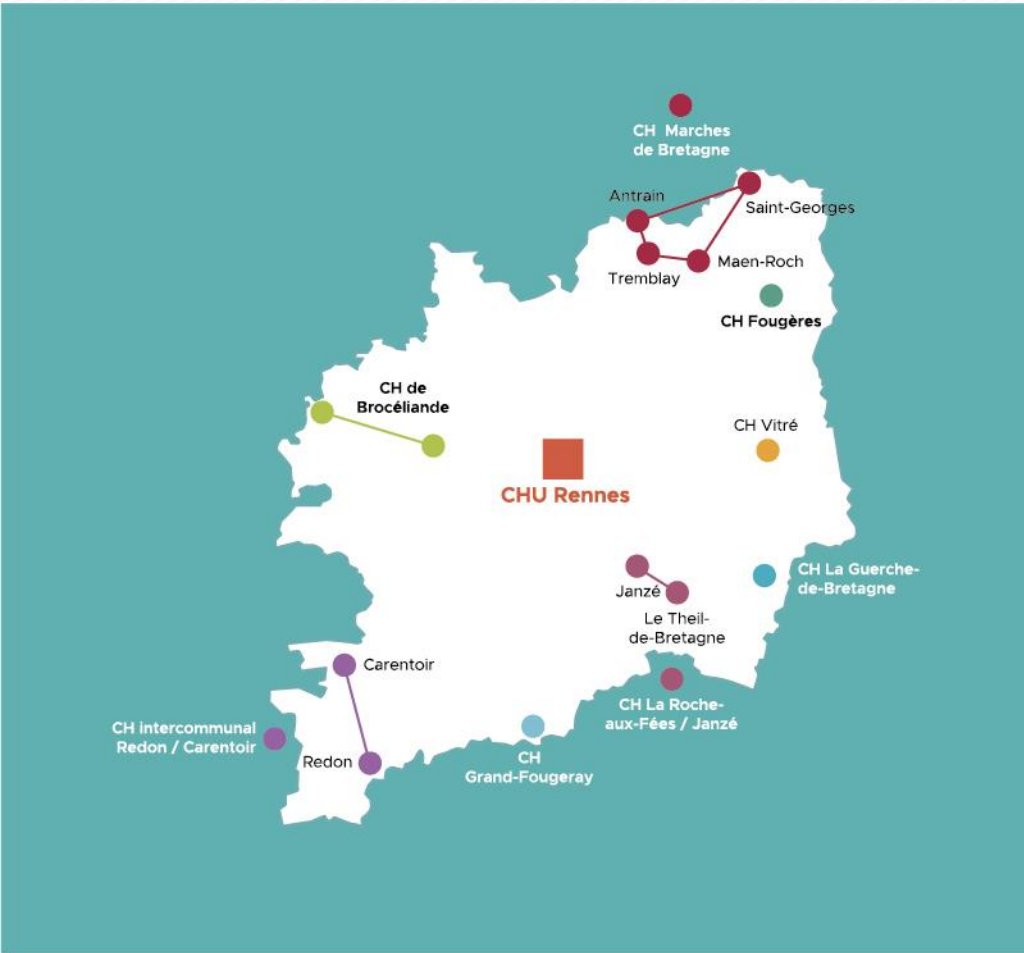 CH Marches
de Bretagne
Antrain
Saint-Georges
Tremblay
Maen-Roch
CH Fougères
CH de
Brocéliande
CH Vitré
CHU Rennes
CH La Guerche-
de-Bretagne
Janzé
Le Theil-
de-Bretagne
Carentoir
CH La Roche-
aux-Fées / Janzé
CH intercommunal
Redon / Carentoir
Redon
CH
Grand-Fougeray